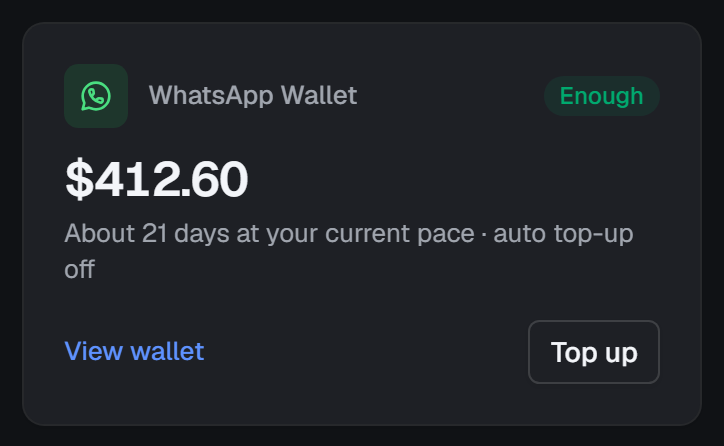 WhatsApp Wallet
Enough
$412.60
About 21 days at your current pace · auto top-up
off
View wallet
Top up